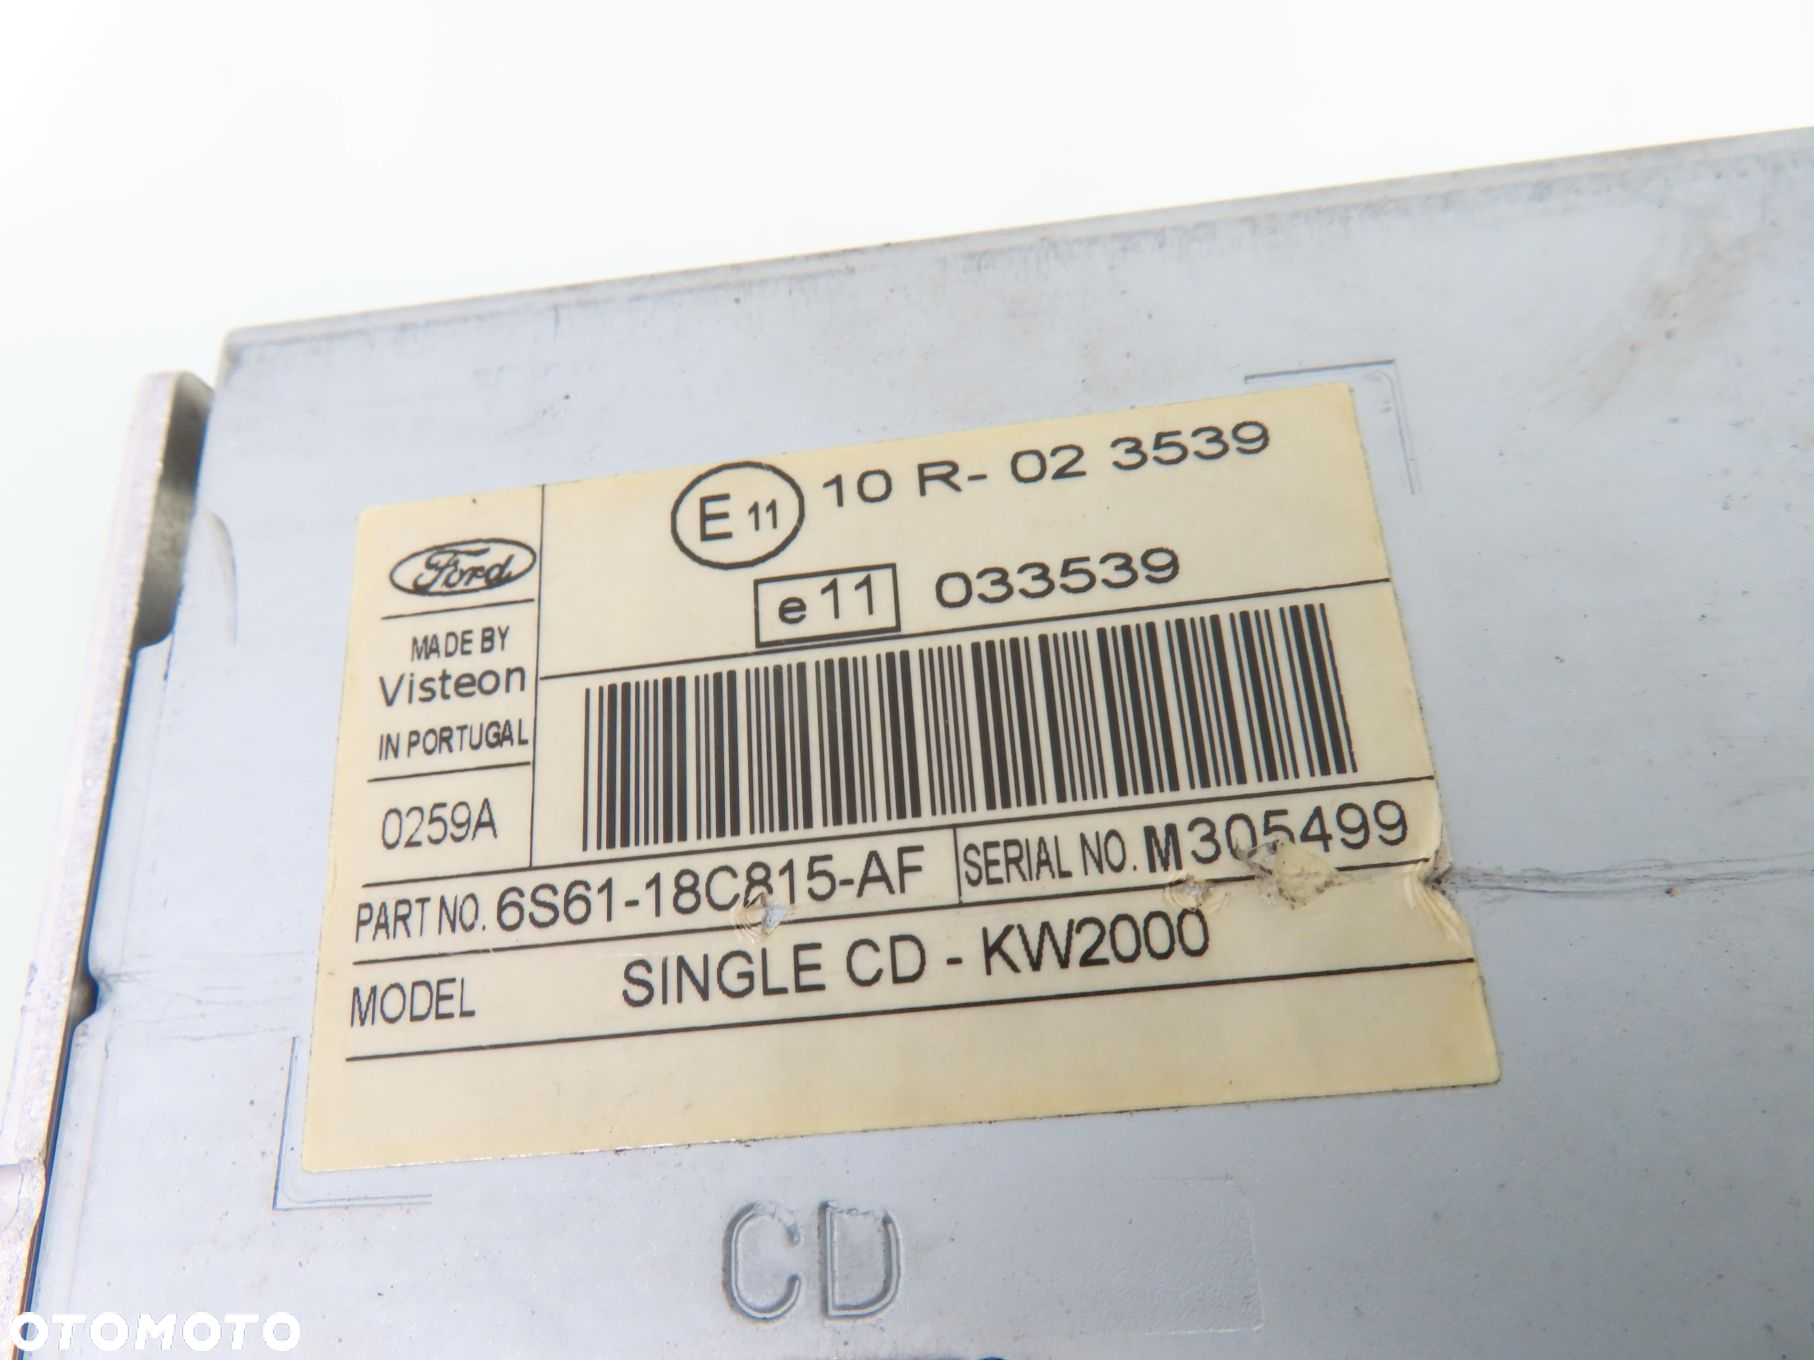 E 11 10 R- 02 3539
e 11 033539
Ford
MADE BY
Visteon
IN PORTUGAL
0259A
PART NO. 6S61-18C815-AF SERIAL NO. M305499
MODEL SINGLE CD - KW2000
CD
OTOMOTO